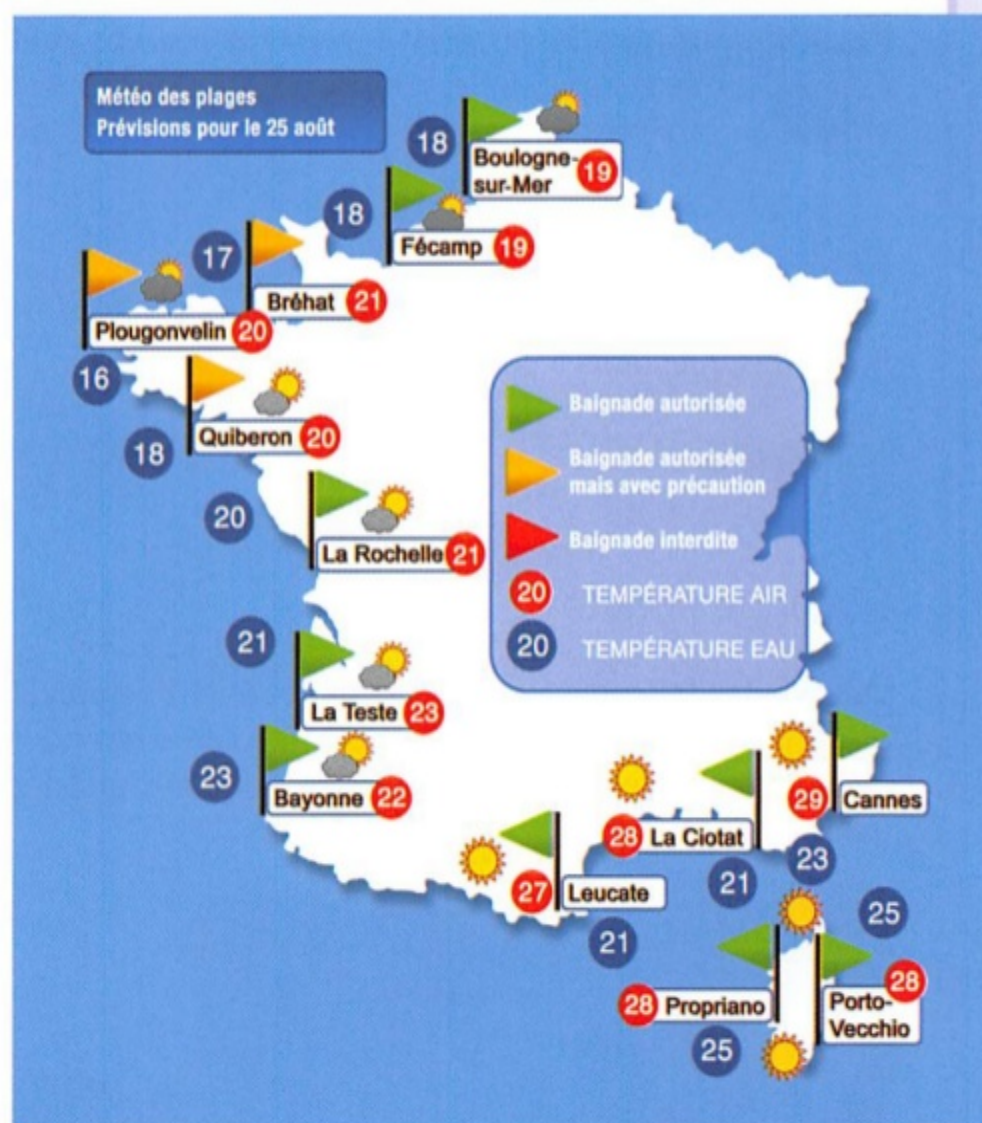 Météo des plages
Prévisions pour le 25 août
18
Boulogne-
sur-Mer
19
18
Fécamp
19
17
Bréhat
21
Plougonvelin
20
16
Quiberon
20
18
Baignade autorisée
Baignade autorisée
mais avec précaution
Baignade interdite
20 TEMPÉRATURE AIR
20 TEMPÉRATURE EAU
20
La Rochelle
21
21
La Teste
23
23
Bayonne
22
29
Cannes
23
28
La Ciotat
21
27
Leucate
21
25
28
Porto-
Vecchio
28
Propriano
25